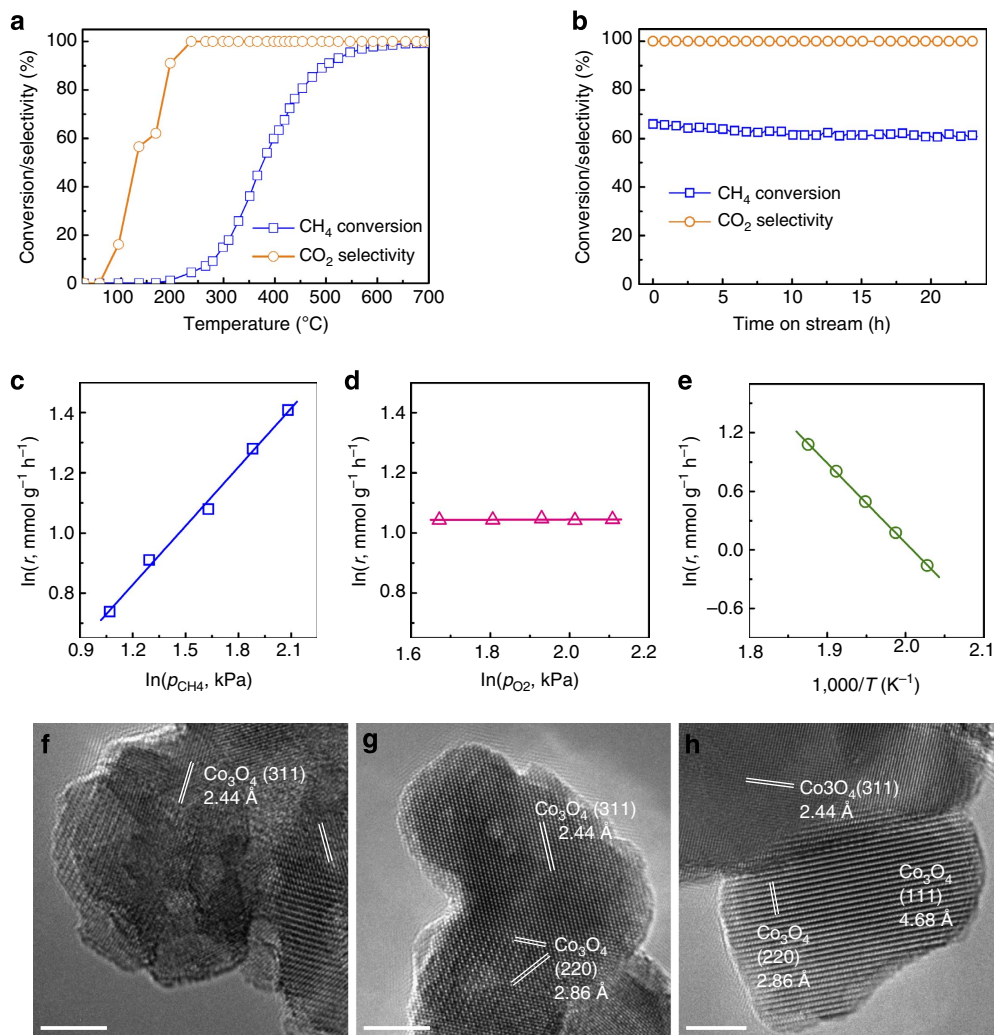 a
Conversion/selectivity (%)
100
80
60
40
20
0
100 200 300 400 500 600 700
Temperature (°C)
CH₄ conversion
CO₂ selectivity
b
Conversion/selectivity (%)
100
80
60
40
20
0
0 5 10 15 20
Time on stream (h)
CH₄ conversion
CO₂ selectivity
c
ln(r, mmol g⁻¹ h⁻¹)
1.4
1.2
1.0
0.8
0.9 1.2 1.5 1.8 2.1
ln(p_CH4, kPa)
d
ln(r, mmol g⁻¹ h⁻¹)
1.4
1.2
1.0
0.8
1.6 1.8 2.0 2.2
ln(p_O2, kPa)
e
ln(r, mmol g⁻¹ h⁻¹)
1.2
0.6
0.0
−0.6
1.8 1.9 2.0 2.1
1,000/T (K⁻¹)
f
Co₃O₄ (311)
2.44 Å
g
Co₃O₄ (311)
2.44 Å
Co₃O₄
(220)
2.86 Å
h
Co3O₄(311)
2.44 Å
Co₃O₄
(111)
4.68 Å
Co₃O₄
(220)
2.86 Å